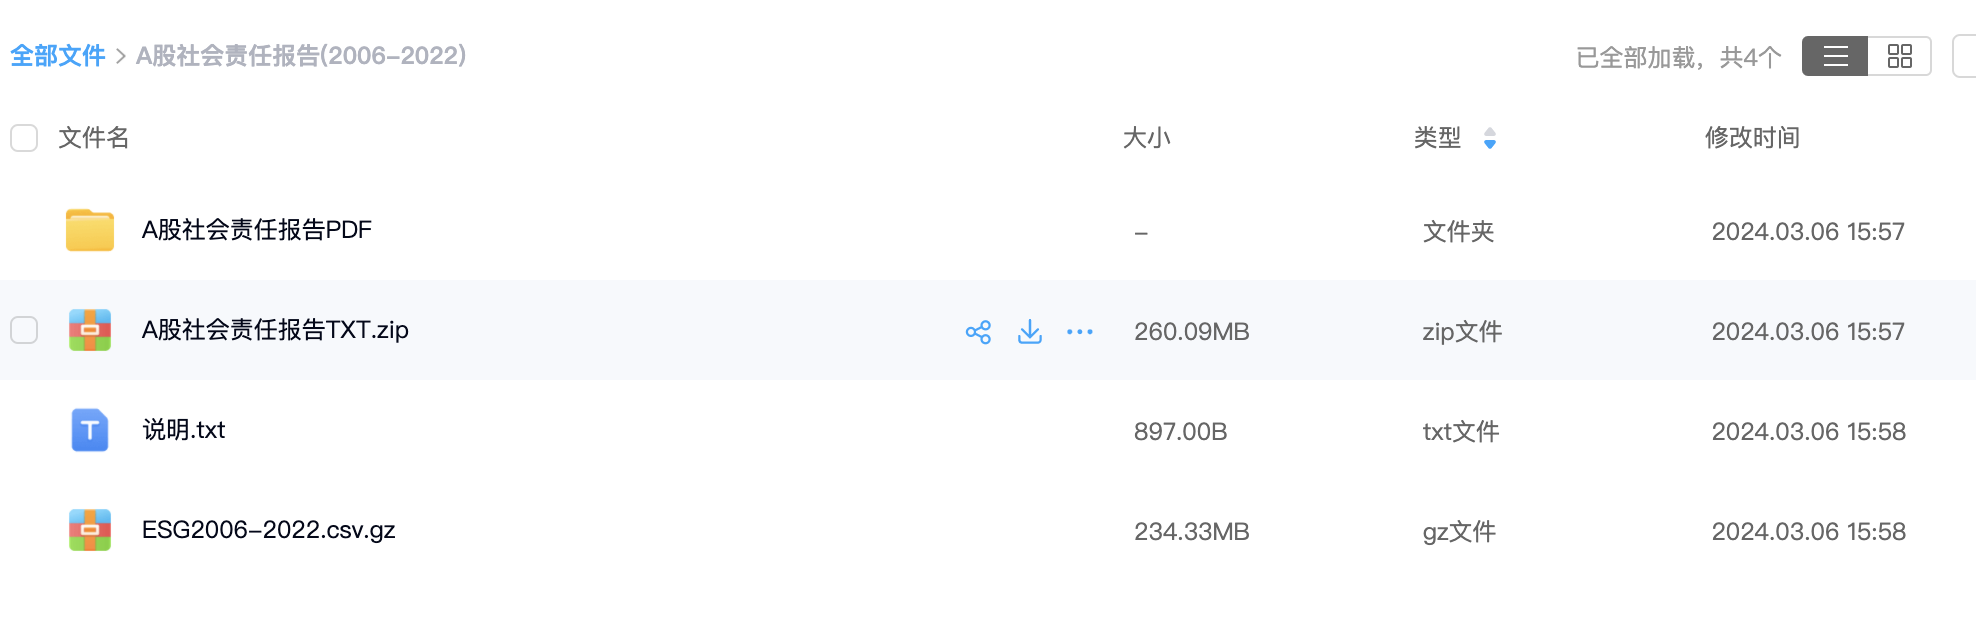 全部文件 > A股社会责任报告(2006-2022) 已全部加载，共4个
文件名 大小 类型 修改时间
A股社会责任报告PDF - 文件夹 2024.03.06 15:57
A股社会责任报告TXT.zip 260.09MB zip文件 2024.03.06 15:57
T 说明.txt 897.00B txt文件 2024.03.06 15:58
ESG2006-2022.csv.gz 234.33MB gz文件 2024.03.06 15:58